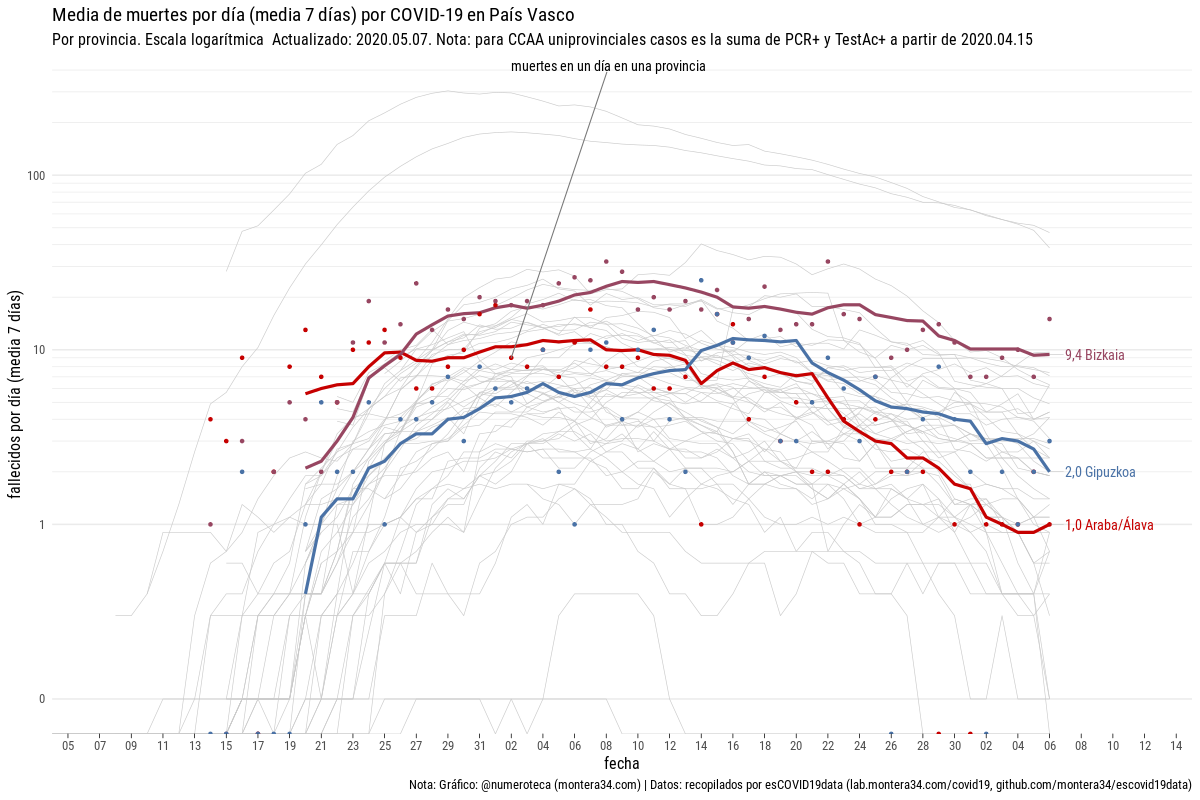 Media de muertes por día (media 7 días) por COVID-19 en País Vasco
Por provincia. Escala logarítmica  Actualizado: 2020.05.07. Nota: para CCAA uniprovinciales casos es la suma de PCR+ y TestAc+ a partir de 2020.04.15
muertes en un día en una provincia
fallecidos por día (media  7 días)
100
10
1
0
9,4 Bizkaia
2,0 Gipuzkoa
1,0 Araba/Álava
05 07 09 11 13 15 17 19 21 23 25 27 29 31 02 04 06 08 10 12 14 16 18 20 22 24 26 28 30 02 04 06 08 10 12 14
fecha
Nota: Gráfico: @numeroteca (montera34.com) | Datos: recopilados por esCOVID19data (lab.montera34.com/covid19, github.com/montera34/escovid19data)